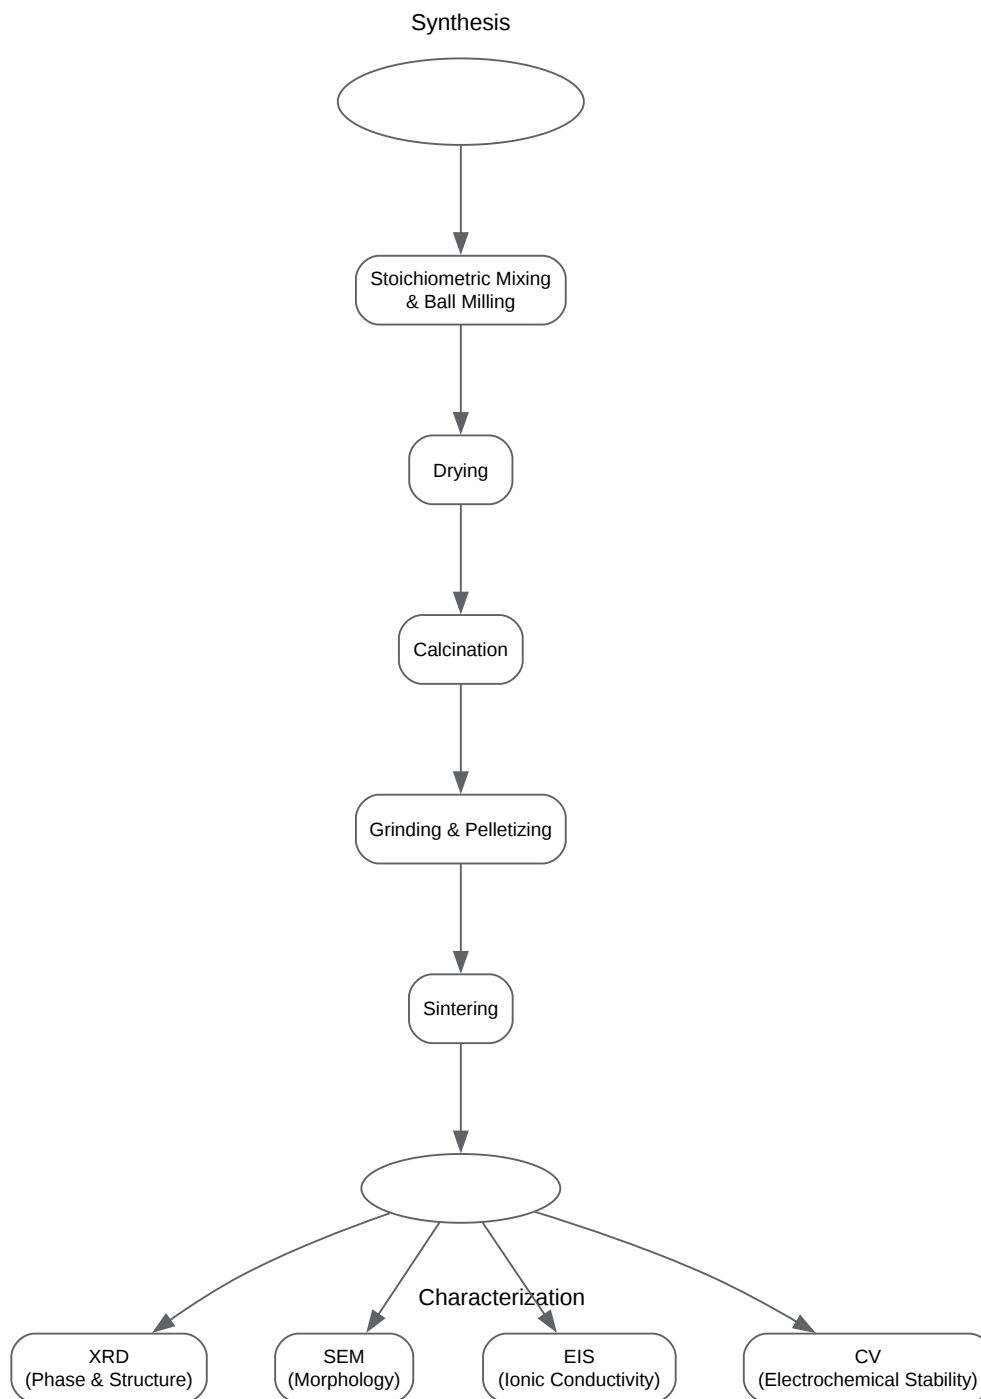 Synthesis
Stoichiometric Mixing
& Ball Milling
Drying
Calcination
Grinding & Pelletizing
Sintering
Characterization
XRD
(Phase & Structure)
SEM
(Morphology)
EIS
(Ionic Conductivity)
CV
(Electrochemical Stability)